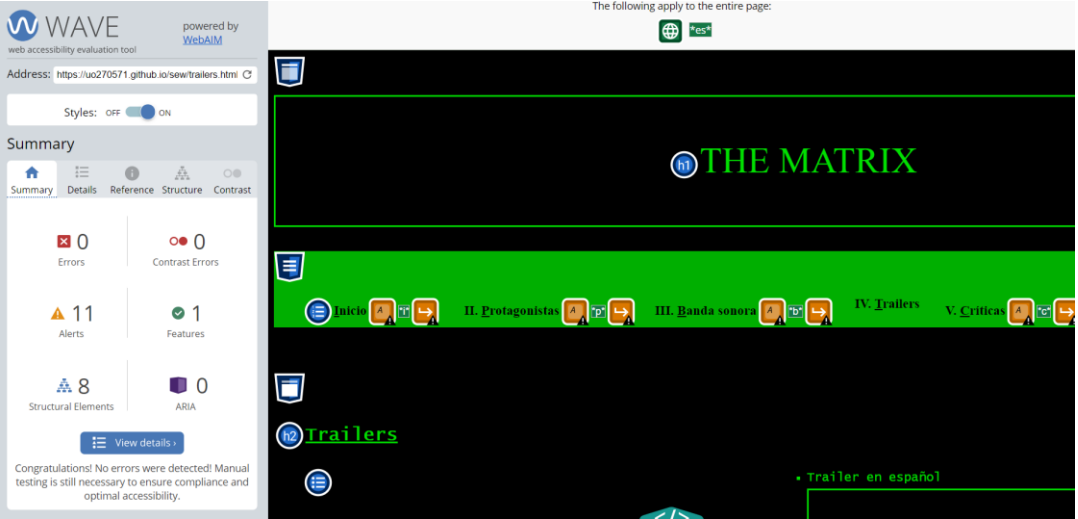 WAVE
web accessibility evaluation tool
powered by
WebAIM
Address: https://uo270571.github.io/sew/trailers.html
Styles: OFF ON
Summary
Summary Details Reference Structure Contrast
0 0
Errors Contrast Errors
11 1
Alerts Features
8 0
Structural Elements ARIA
View details ›
Congratulations! No errors were detected! Manual
testing is still necessary to ensure compliance and
optimal accessibility.
The following apply to the entire page:
*es*
h1 THE MATRIX
Inicio A *i* II. Protagonistas A *p* III. Banda sonora A *b* IV. Trailers V. Críticas A *c*
h2 Trailers
• Trailer en español
</>